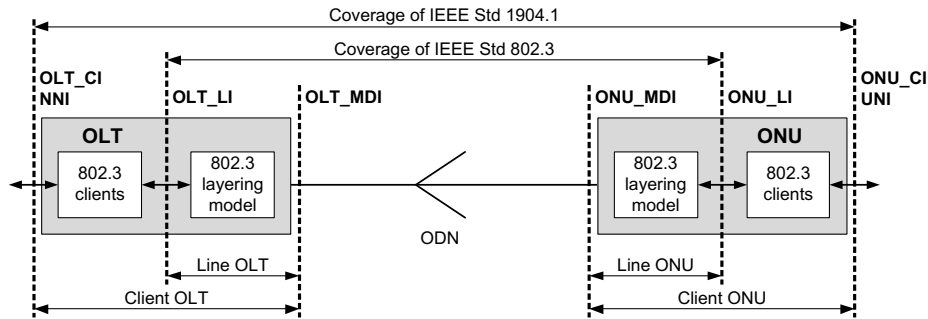 Coverage of IEEE Std 1904.1
Coverage of IEEE Std 802.3
OLT_CI
NNI
OLT_LI
OLT_MDI
ONU_MDI
ONU_LI
ONU_CI
UNI
OLT
802.3
clients
802.3
layering
model
ODN
ONU
802.3
layering
model
802.3
clients
Line OLT
Line ONU
Client OLT
Client ONU